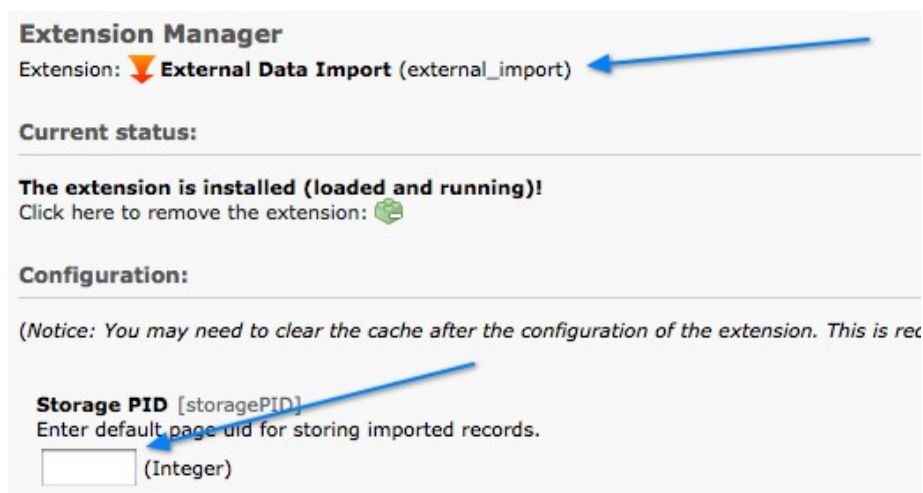 Extension Manager
Extension: External Data Import (external_import)
Current status:
The extension is installed (loaded and running)!
Click here to remove the extension:
Configuration:
(Notice: You may need to clear the cache after the configuration of the extension. This is
Storage PID [storagePID]
Enter default page uid for storing imported records.
(Integer)